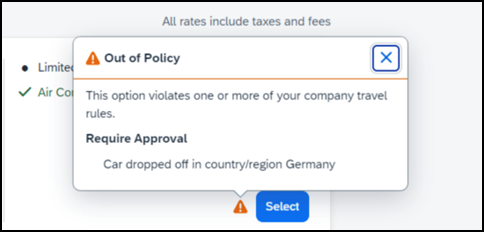 All rates include taxes and fees
Out of Policy
Limited
This option violates one or more of your company travel
rules.
Air Con
Require Approval
Car dropped off in country/region Germany
Select